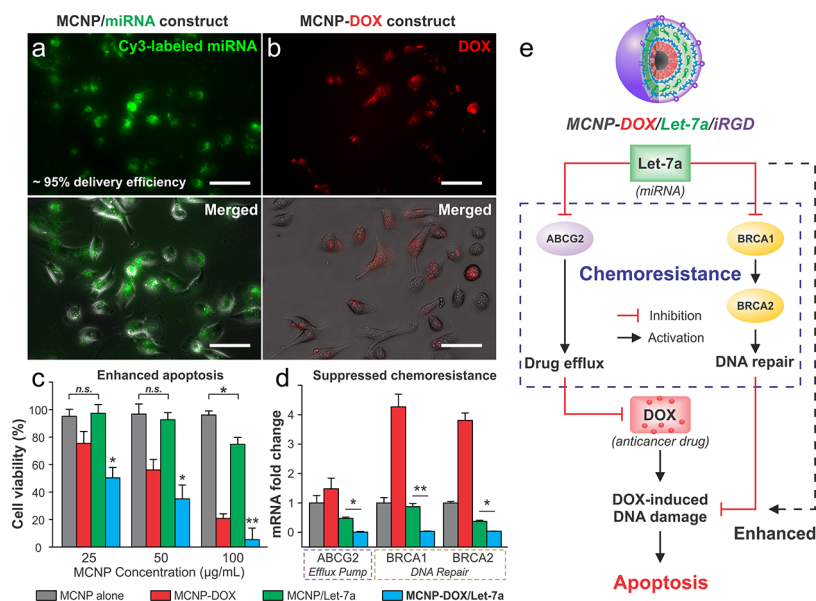 MCNP/miRNA construct
a
Cy3-labeled miRNA
~ 95% delivery efficiency
Merged
MCNP-DOX construct
b
DOX
Merged
c
Enhanced apoptosis
Cell viability (%)
100
80
60
40
20
0
n.s.
n.s.
*
*
*
**
25
50
100
MCNP Concentration (µg/mL)
d
Suppressed chemoresistance
mRNA fold change
4
2
1
0
*
**
*
ABCG2
BRCA1
BRCA2
Efflux Pump
DNA Repair
MCNP alone
MCNP-DOX
MCNP/Let-7a
MCNP-DOX/Let-7a
e
MCNP-DOX/Let-7a/iRGD
Let-7a
(miRNA)
ABCG2
BRCA1
Chemoresistance
BRCA2
Inhibition
Activation
Drug efflux
DNA repair
DOX
(anticancer drug)
DOX-induced
DNA damage
Enhanced
Apoptosis